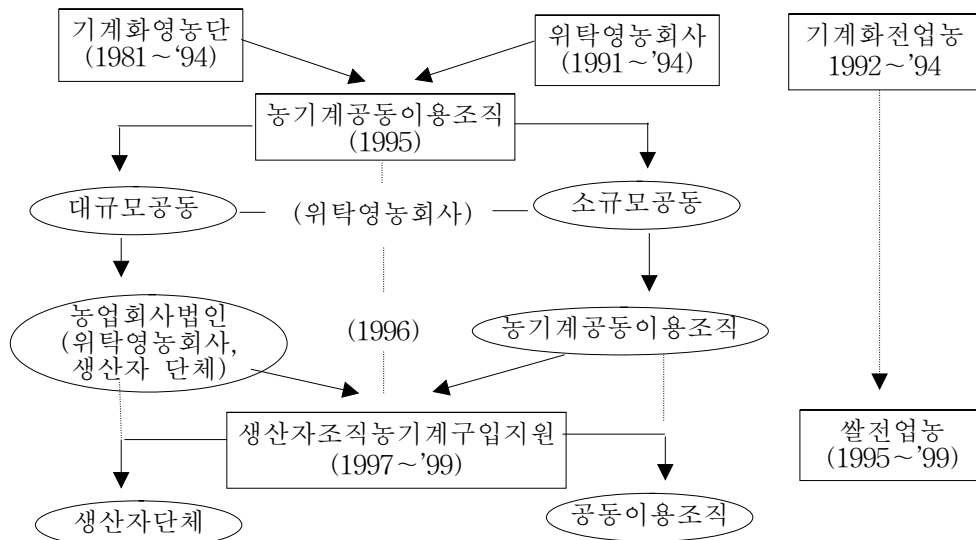 기계화영농단
(1981～‘94)
위탁영농회사
(1991～’94)
기계화전업농
1992～’94
농기계공동이용조직
(1995)
대규모공동
(위탁영농회사)
소규모공동
농업회사법인
(위탁영농회사,
생산자 단체)
(1996)
농기계공동이용조직
생산자조직농기계구입지원
(1997～’99)
쌀전업농
(1995～’99)
생산자단체
공동이용조직